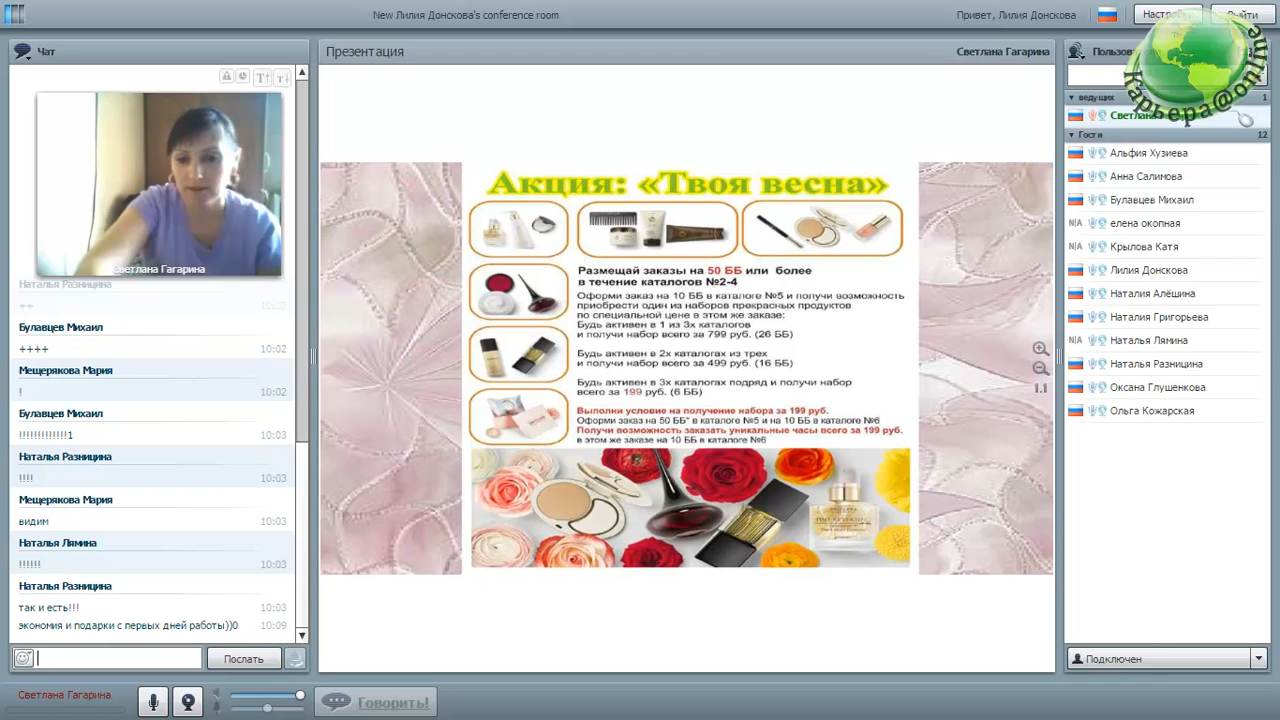 New Лилия Донскова's conference room
Привет, Лилия Донскова
Выйти
Карьера@online
Чат
Светлана Гагарина
Наталья Разницина
++
Булавцев Михаил
++++ 10:02
Мещерякова Мария
! 10:02
Булавцев Михаил
!!!!!!!!!!!!!1 10:03
Наталья Разницина
!!!! 10:03
Мещерякова Мария
видим 10:03
Наталья Лямина
!!!!!! 10:03
Наталья Разницина
так и есть!!! 10:03
экономия и подарки с первых дней работы))0 10:09
Послать
Светлана Гагарина
Говорить!
Презентация
Светлана Гагарина
Акция: «Твоя весна»
Размещай заказы на 50 ББ или более
в течение каталогов №2-4
Оформи заказ на 10 ББ в каталоге №5 и получи возможность
приобрести один из наборов прекрасных продуктов
по специальной цене в этом же заказе:
Будь активен в 1 из 3х каталогов
и получи набор всего за 799 руб. (26 ББ)
Будь активен в 2х каталогах из трех
и получи набор всего за 499 руб. (16 ББ)
Будь активен в 3х каталогах подряд и получи набор
всего за 199 руб. (6 ББ)
Выполни условие на получение набора за 199 руб.
Оформи заказ на 50 ББ* в каталоге №5 и на 10 ББ в каталоге №6
Получи возможность заказать уникальные часы всего за 199 руб.
в этом же заказе на 10 ББ в каталоге №6
1.1
ведущих 1
Светлана
Гости 12
Альфия Хузиева
Анна Салимова
Булавцев Михаил
N/A елена окопная
N/A Крылова Катя
Лилия Донскова
Наталия Алёшина
Наталия Григорьева
N/A Наталья Лямина
Наталья Разницина
Оксана Глушенкова
Ольга Кожарская
Подключен